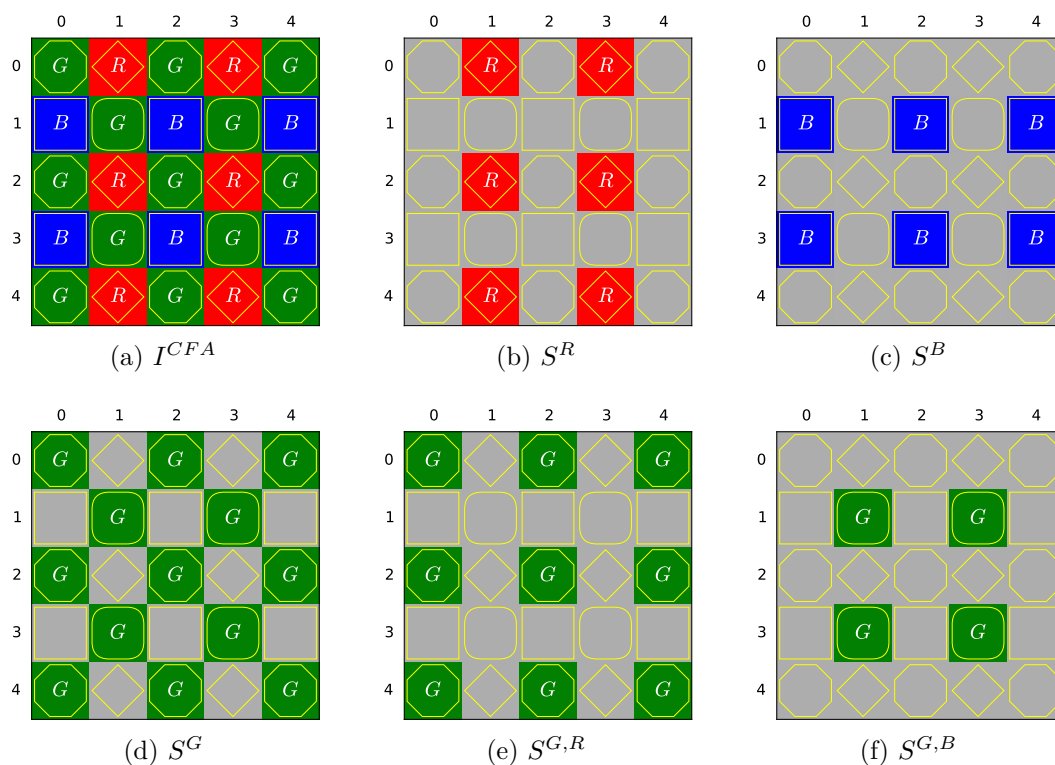 0 1 2 3 4 0 1 2 3 4 0 1 2 3 4
0 G R G R G 0 R R 0
1 B G B G B 1 1 B B B
2 G R G R G 2 R R 2
3 B G B G B 3 3 B B B
4 G R G R G 4 R R 4
(a) I^{CFA} (b) S^{R} (c) S^{B}
0 1 2 3 4 0 1 2 3 4 0 1 2 3 4
0 G G G 0 G G G 0
1 G G 1 1 G G
2 G G G 2 G G G 2
3 G G 3 3 G G
4 G G G 4 G G G 4
(d) S^{G} (e) S^{G,R} (f) S^{G,B}